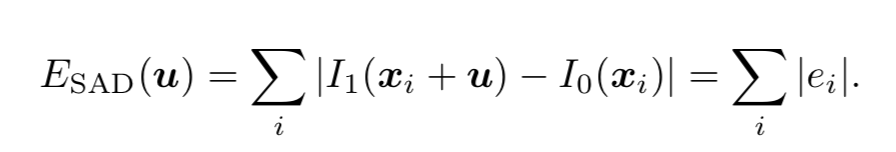 E_SAD(u) = ∑_i |I_1(x_i + u) − I_0(x_i)| = ∑_i |e_i|.